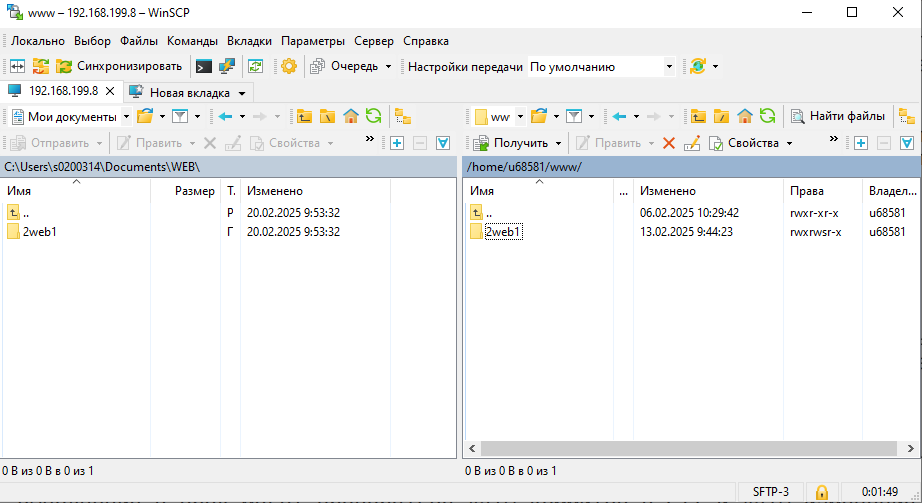 www – 192.168.199.8 – WinSCP
Локально Выбор Файлы Команды Вкладки Параметры Сервер Справка
Синхронизировать Очередь Настройки передачи По умолчанию
192.168.199.8 Новая вкладка
Мои документы ww Найти файлы
Отправить Править Свойства » Получить Править Свойства »
C:\Users\s0200314\Documents\WEB\ /home/u68581/www/
Имя Размер Т. Изменено Имя ... Изменено Права Владел...
.. Р 20.02.2025 9:53:32 .. 06.02.2025 10:29:42 rwxr-xr-x u68581
2web1 Г 20.02.2025 9:53:32 2web1 13.02.2025 9:44:23 rwxrwsr-x u68581
0 B из 0 B в 0 из 1 0 B из 0 B в 0 из 1
SFTP-3 0:01:49